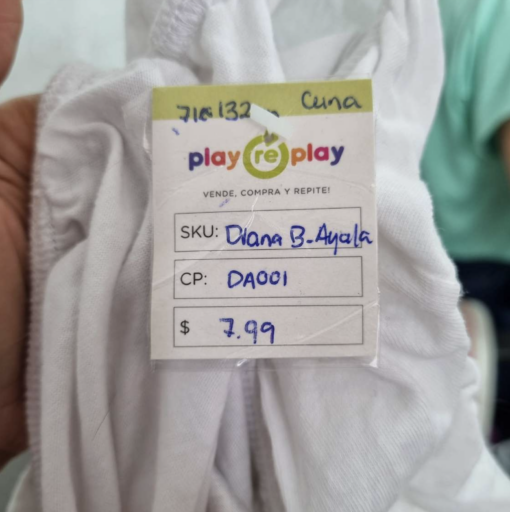 Cuna
play re play
VENDE, COMPRA Y REPITE!
SKU: Diana B-Ayala
CP: DA001
$ 7.99